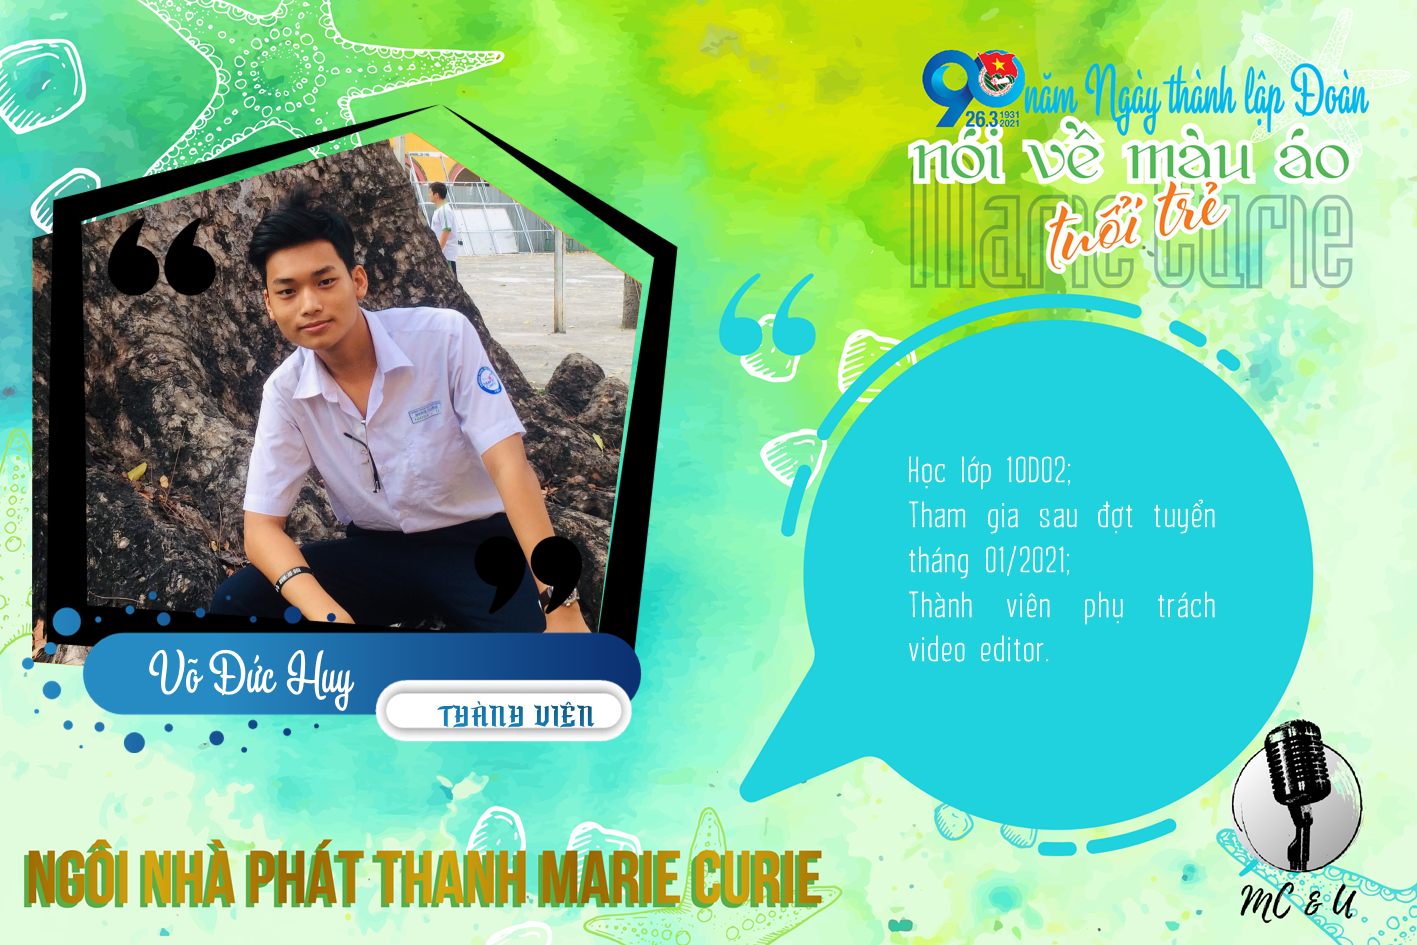 90 năm Ngày thành lập Đoàn
26.3 1931 2021
nói về màu áo
Marie Curie
tuổi trẻ
Học lớp 10D02;
Tham gia sau đợt tuyển
tháng 01/2021;
Thành viên phụ trách
video editor.
Võ Đức Huy
THÀNH VIÊN
NGÔI NHÀ PHÁT THANH MARIE CURIE
MC & U